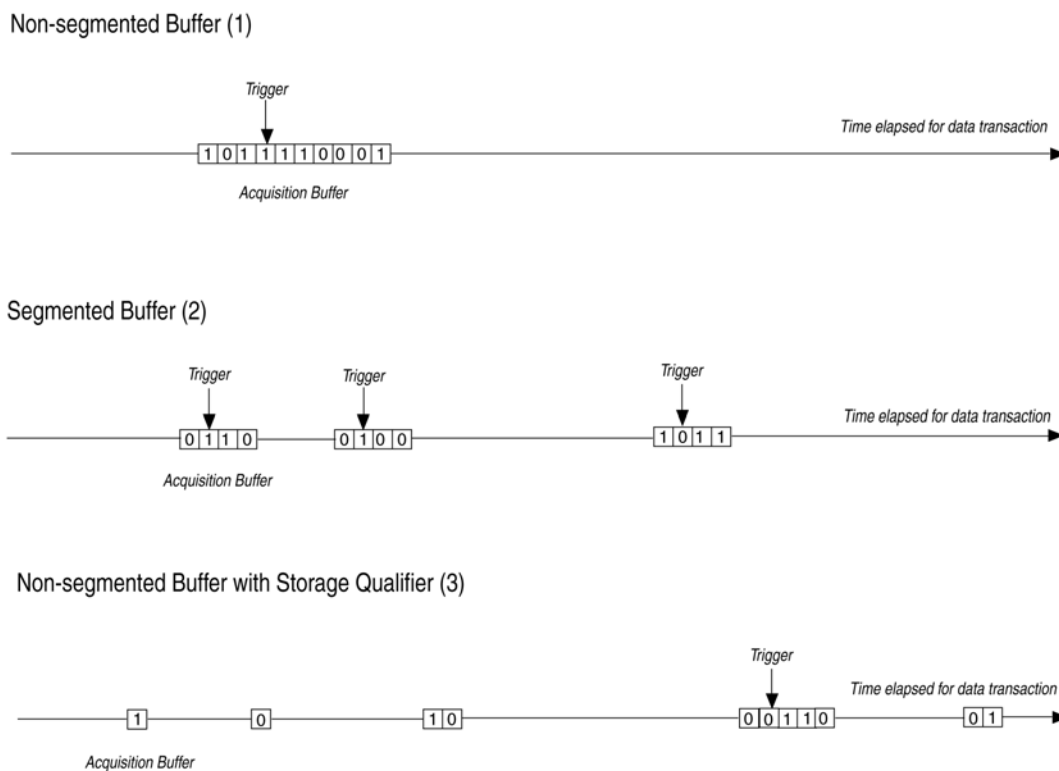 Non-segmented Buffer (1)
Trigger
Time elapsed for data transaction
1 0 1 1 1 1 0 0 0 1
Acquisition Buffer
Segmented Buffer (2)
Trigger Trigger Trigger
Time elapsed for data transaction
0 1 1 0 0 1 0 0 1 0 1 1
Acquisition Buffer
Non-segmented Buffer with Storage Qualifier (3)
Trigger
Time elapsed for data transaction
1 0 1 0 0 0 1 1 0 0 1
Acquisition Buffer